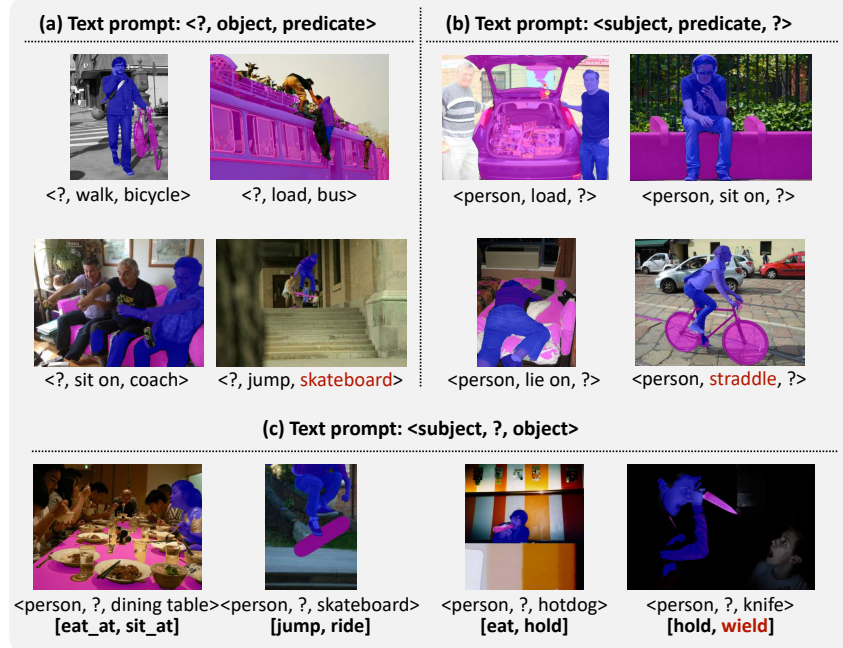 (a) Text prompt: <?, object, predicate>
(b) Text prompt: <subject, predicate, ?>
<?, walk, bicycle>
<?, load, bus>
<person, load, ?>
<person, sit on, ?>
<?, sit on, coach>
<?, jump, skateboard>
<person, lie on, ?>
<person, straddle, ?>
(c) Text prompt: <subject, ?, object>
<person, ?, dining table>
<person, ?, skateboard>
<person, ?, hotdog>
<person, ?, knife>
[eat_at, sit_at]
[jump, ride]
[eat, hold]
[hold, wield]